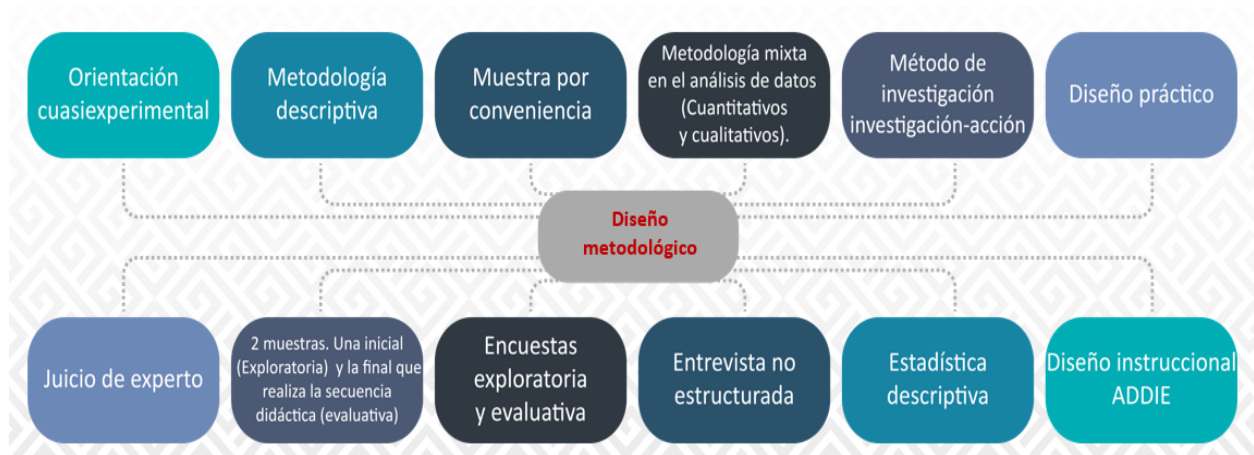 Orientación
cuasiexperimental
Metodología
descriptiva
Muestra por
conveniencia
Metodología mixta
en el análisis de datos
(Cuantitativos
y cualitativos).
Método de
investigación
investigación-acción
Diseño práctico
Diseño
metodológico
Juicio de experto
2 muestras. Una inicial
(Exploratoria) y la final que
realiza la secuencia
didáctica (evaluativa)
Encuestas
exploratoria
y evaluativa
Entrevista no
estructurada
Estadística
descriptiva
Diseño instruccional
ADDIE